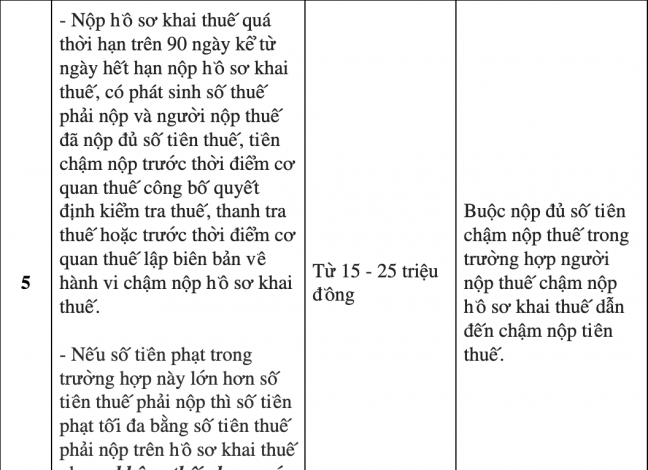 - Nộp hồ sơ khai thuế quá
thời hạn trên 90 ngày kể từ
ngày hết hạn nộp hồ sơ khai
thuế, có phát sinh số thuế
phải nộp và người nộp thuế
đã nộp đủ số tiền thuế, tiền
chậm nộp trước thời điểm cơ
quan thuế công bố quyết
định kiểm tra thuế, thanh tra
thuế hoặc trước thời điểm cơ
quan thuế lập biên bản về
hành vi chậm nộp hồ sơ khai
thuế.
- Nếu số tiền phạt trong
trường hợp này lớn hơn số
tiền thuế phải nộp thì số tiền
phạt tối đa bằng số tiền thuế
phải nộp trên hồ sơ khai thuế
5
Từ 15 - 25 triệu
đồng
Buộc nộp đủ số tiền
chậm nộp thuế trong
trường hợp người
nộp thuế chậm nộp
hồ sơ khai thuế dẫn
đến chậm nộp tiền
thuế.